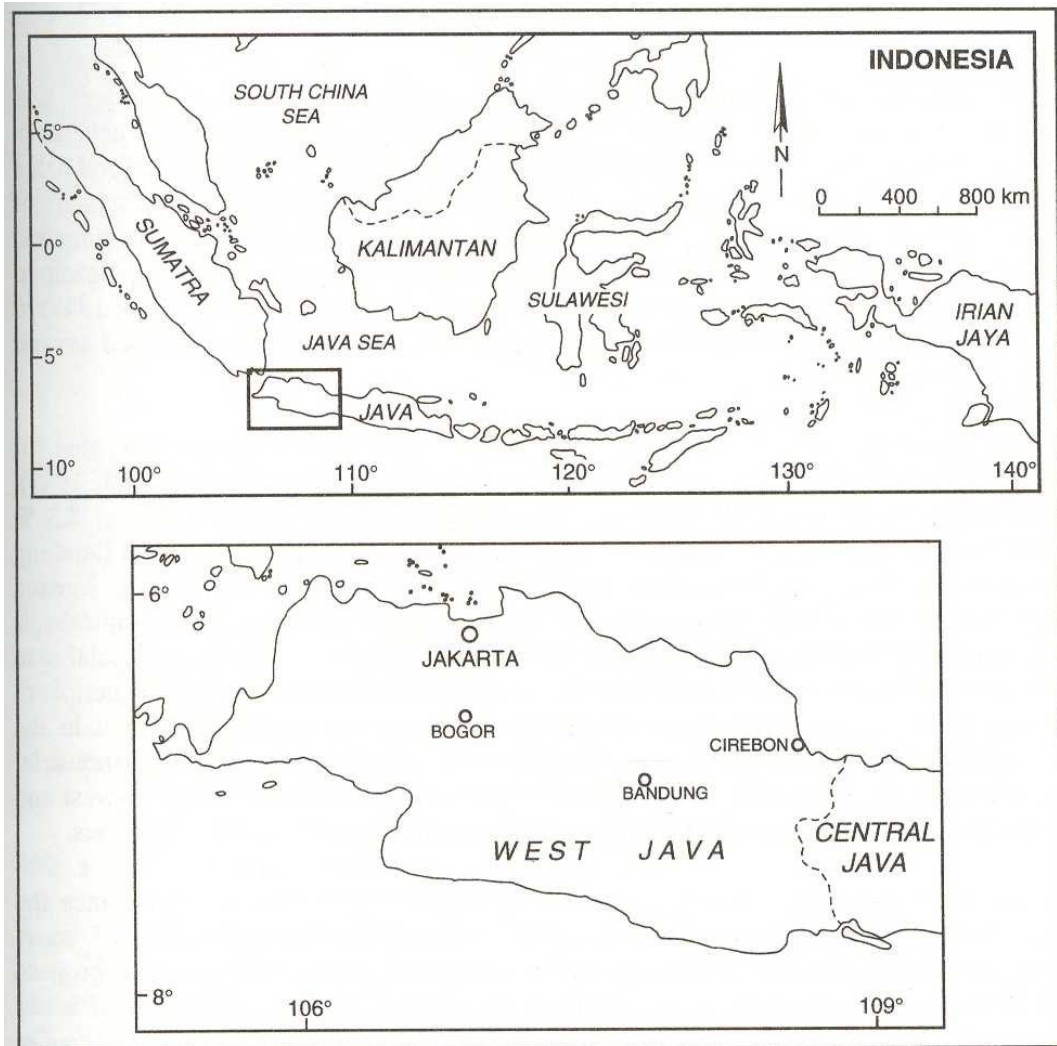 INDONESIA
SOUTH CHINA
SEA
5°
N
0 400 800 km
SUMATRA
0°
KALIMANTAN
SULAWESI
IRIAN
JAYA
JAVA SEA
5°
JAVA
10°
100° 110° 120° 130° 140°
6°
JAKARTA
BOGOR
CIREBON
BANDUNG
WEST JAVA
CENTRAL
JAVA
8°
106° 109°